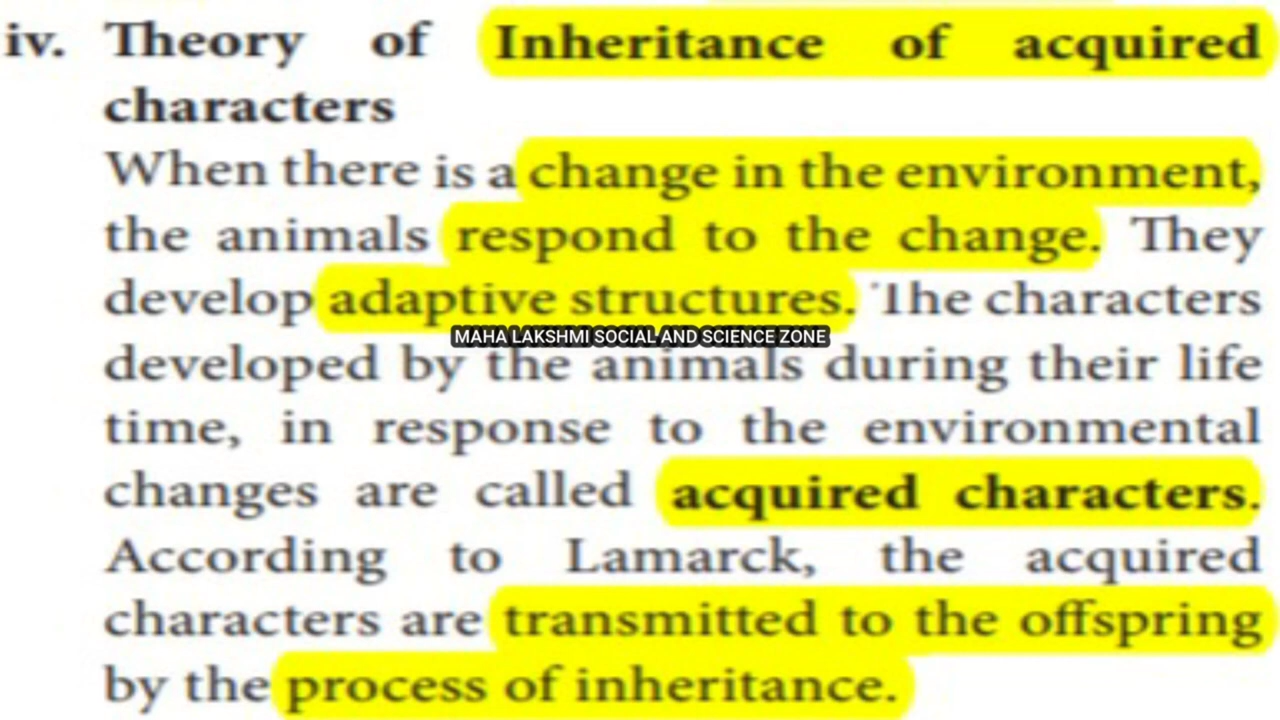 iv. Theory of Inheritance of acquired
characters
When there is a change in the environment,
the animals respond to the change. They
develop adaptive structures. The characters
MAHA LAKSHMI SOCIAL AND SCIENCE ZONE
developed by the animals during their life
time, in response to the environmental
changes are called acquired characters.
According to Lamarck, the acquired
characters are transmitted to the offspring
by the process of inheritance.